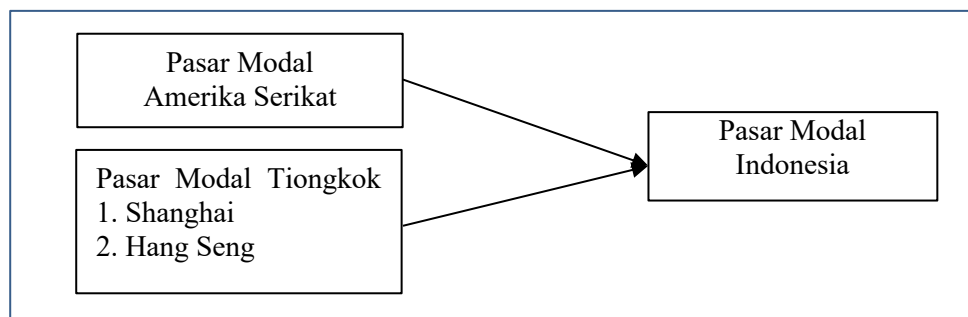 Pasar Modal
Amerika Serikat
Pasar Modal Tiongkok
1. Shanghai
2. Hang Seng
Pasar Modal
Indonesia